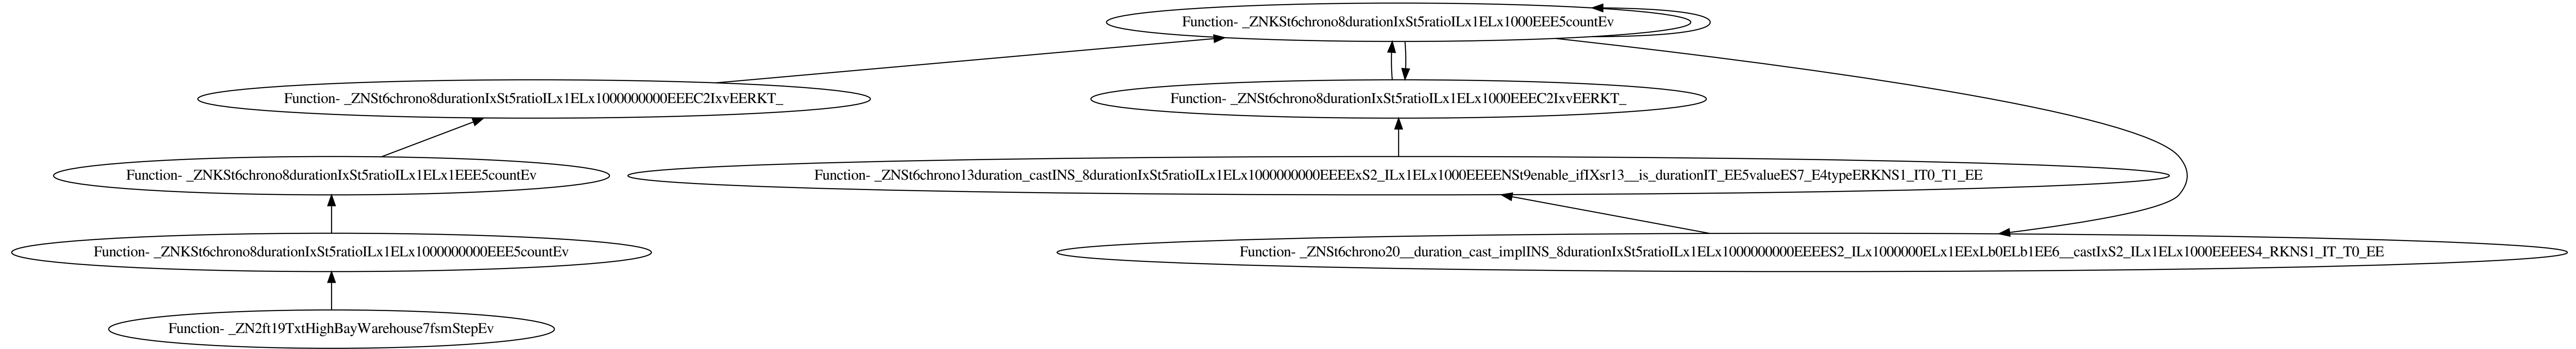 Function- _ZNKSt6chrono8durationIxSt5ratioILx1ELx1000EEE5countEv
Function- _ZNSt6chrono8durationIxSt5ratioILx1ELx1000000000EEEC2IxvEERKT_
Function- _ZNSt6chrono8durationIxSt5ratioILx1ELx1000EEEC2IxvEERKT_
Function- _ZNKSt6chrono8durationIxSt5ratioILx1ELx1EEE5countEv
Function- _ZNSt6chrono13duration_castINS_8durationIxSt5ratioILx1ELx1000000000EEEExS2_ILx1ELx1000EEEENSt9enable_ifIXsr13__is_durationIT_EE5valueES7_E4typeERKNS1_IT0_T1_EE
Function- _ZNKSt6chrono8durationIxSt5ratioILx1ELx1000000000EEE5countEv
Function- _ZNSt6chrono20__duration_cast_implINS_8durationIxSt5ratioILx1ELx1000000000EEEES2_ILx1000000ELx1EExLb0ELb1EE6__castIxS2_ILx1ELx1000EEEES4_RKNS1_IT_T0_EE
Function- _ZN2ft19TxtHighBayWarehouse7fsmStepEv